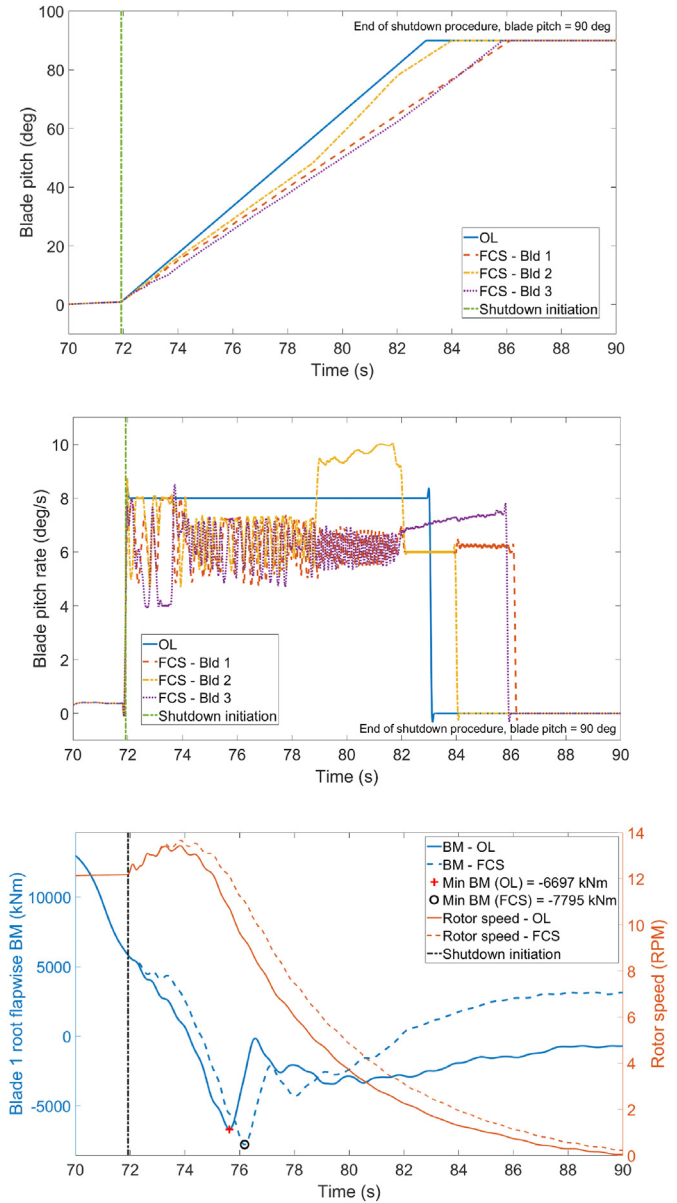 End of shutdown procedure, blade pitch = 90 deg
100
80
60
40
20
0
Blade pitch (deg)
OL
FCS - Bld 1
FCS - Bld 2
FCS - Bld 3
Shutdown initiation
70 72 74 76 78 80 82 84 86 88 90
Time (s)
10
8
6
4
2
0
Blade pitch rate (deg/s)
OL
FCS - Bld 1
FCS - Bld 2
FCS - Bld 3
Shutdown initiation
End of shutdown procedure, blade pitch = 90 deg
70 72 74 76 78 80 82 84 86 88 90
Time (s)
10000
5000
0
-5000
Blade 1 root flapwise BM (kNm)
BM - OL
BM - FCS
Min BM (OL) = -6697 kNm
Min BM (FCS) = -7795 kNm
Rotor speed - OL
Rotor speed - FCS
Shutdown initiation
14
12
10
8
6
4
2
0
Rotor speed (RPM)
70 72 74 76 78 80 82 84 86 88 90
Time (s)